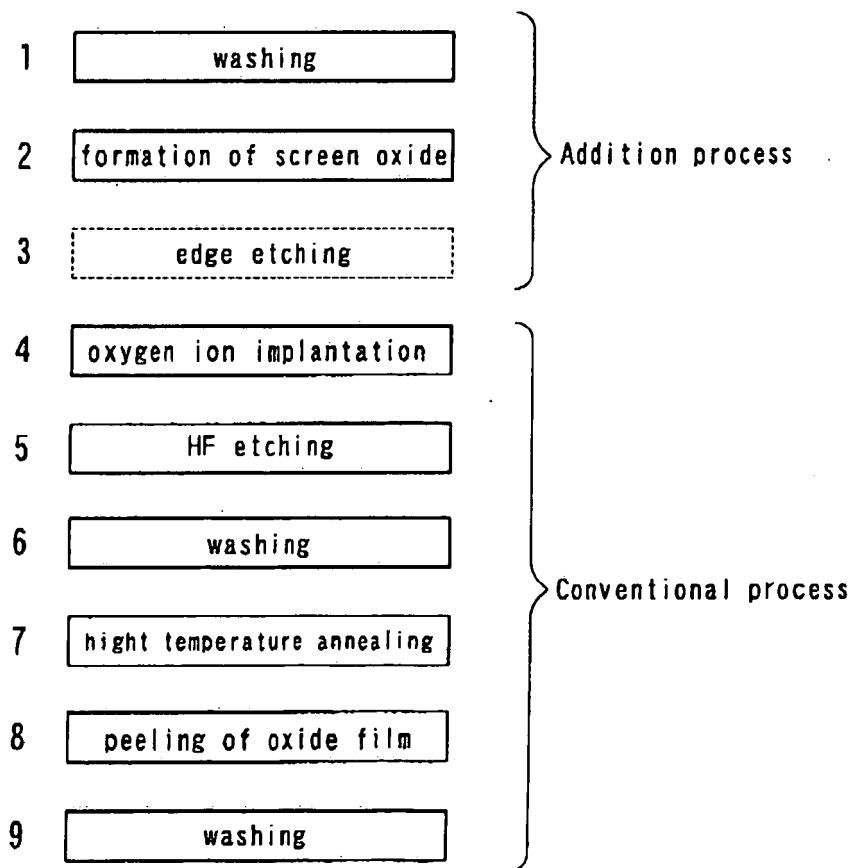 1 washing
2 formation of screen oxide
Addition process
3 edge etching
4 oxygen ion implantation
5 HF etching
6 washing
Conventional process
7 hight temperature annealing
8 peeling of oxide film
9 washing